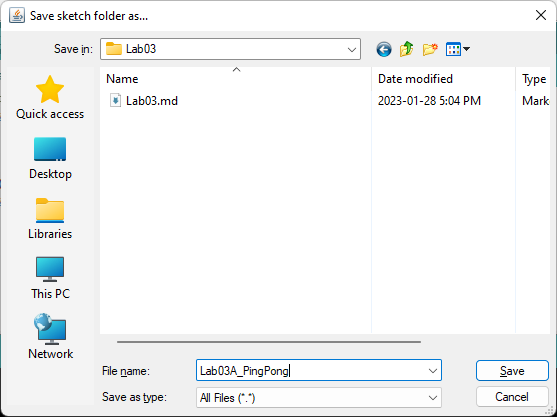 Save sketch folder as...
Save in: Lab03
Name Date modified Type
Lab03.md 2023-01-28 5:04 PM Mark
Quick access
Desktop
Libraries
This PC
Network
File name: Lab03A_PingPong Save
Save as type: All Files (*.*) Cancel